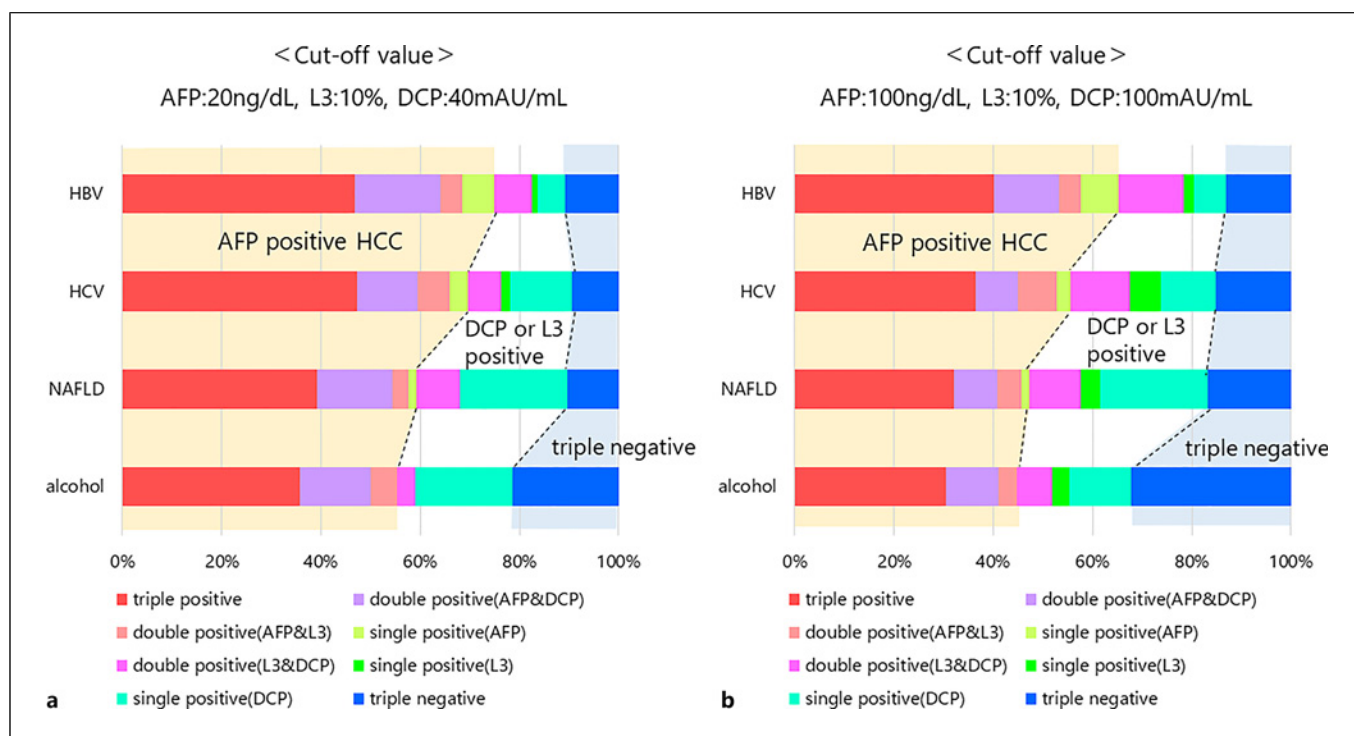 <Cut-off value>
AFP:20ng/dL, L3:10%, DCP:40mAU/mL
HBV
AFP positive HCC
HCV
DCP or L3
positive
NAFLD
triple negative
alcohol
0% 20% 40% 60% 80% 100%
triple positive double positive(AFP&DCP)
double positive(AFP&L3) single positive(AFP)
double positive(L3&DCP) single positive(L3)
single positive(DCP) triple negative
a
<Cut-off value>
AFP:100ng/dL, L3:10%, DCP:100mAU/mL
HBV
AFP positive HCC
HCV
DCP or L3
positive
NAFLD
triple negative
alcohol
0% 20% 40% 60% 80% 100%
triple positive double positive(AFP&DCP)
double positive(AFP&L3) single positive(AFP)
double positive(L3&DCP) single positive(L3)
single positive(DCP) triple negative
b